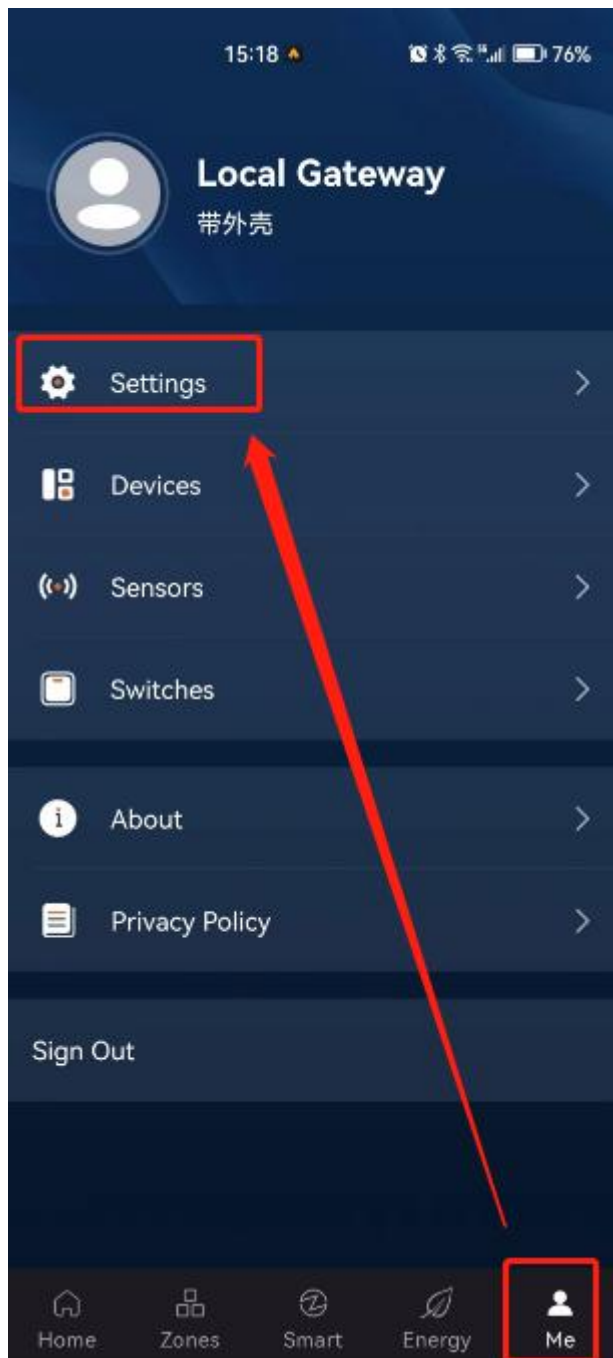 15:18 76%
Local Gateway
带外壳
Settings
Devices
Sensors
Switches
About
Privacy Policy
Sign Out
Home Zones Smart Energy Me